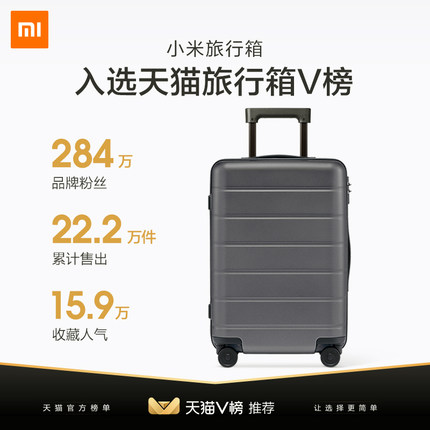 mi
小米旅行箱
入选天猫旅行箱V榜
284万
品牌粉丝
22.2万件
累计售出
15.9万
收藏人气
天猫官方榜单
天猫V榜 推荐
让选择更简单